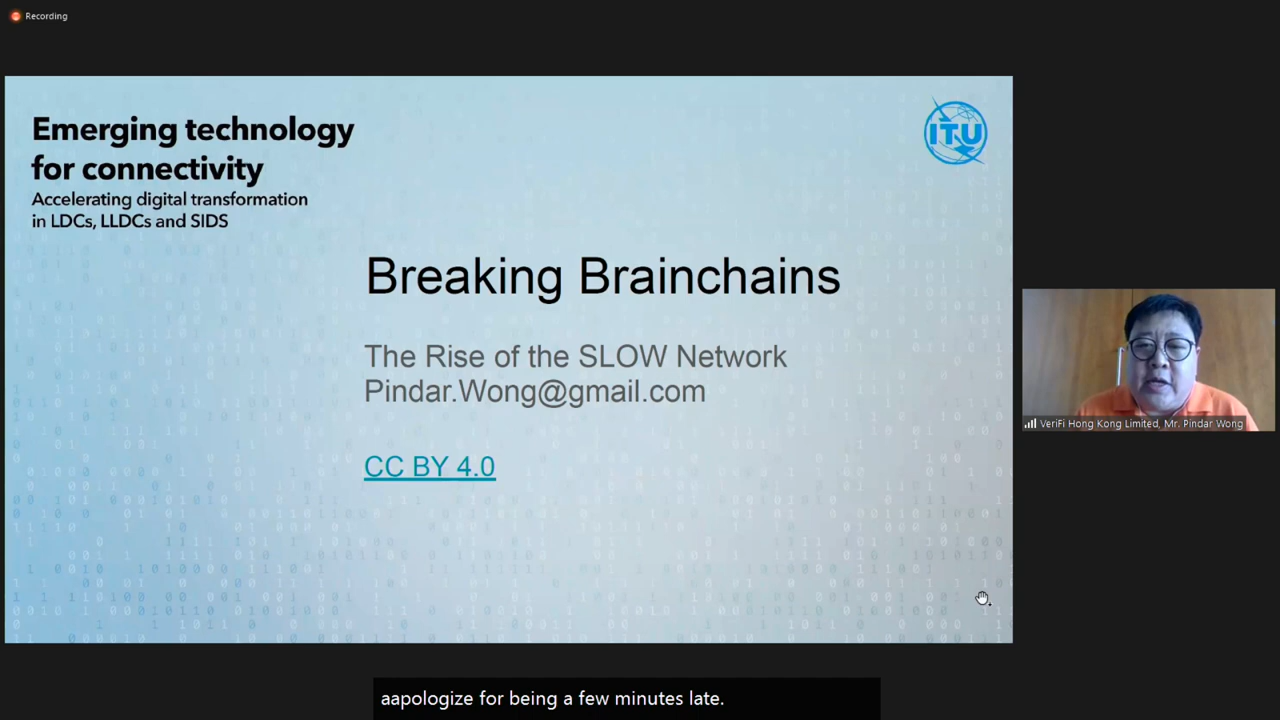 Recording
Emerging technology
for connectivity
Accelerating digital transformation
in LDCs, LLDCs and SIDS
ITU
Breaking Brainchains
The Rise of the SLOW Network
Pindar.Wong@gmail.com
CC BY 4.0
VeriFi Hong Kong Limited, Mr. Pindar Wong
aapologize for being a few minutes late.